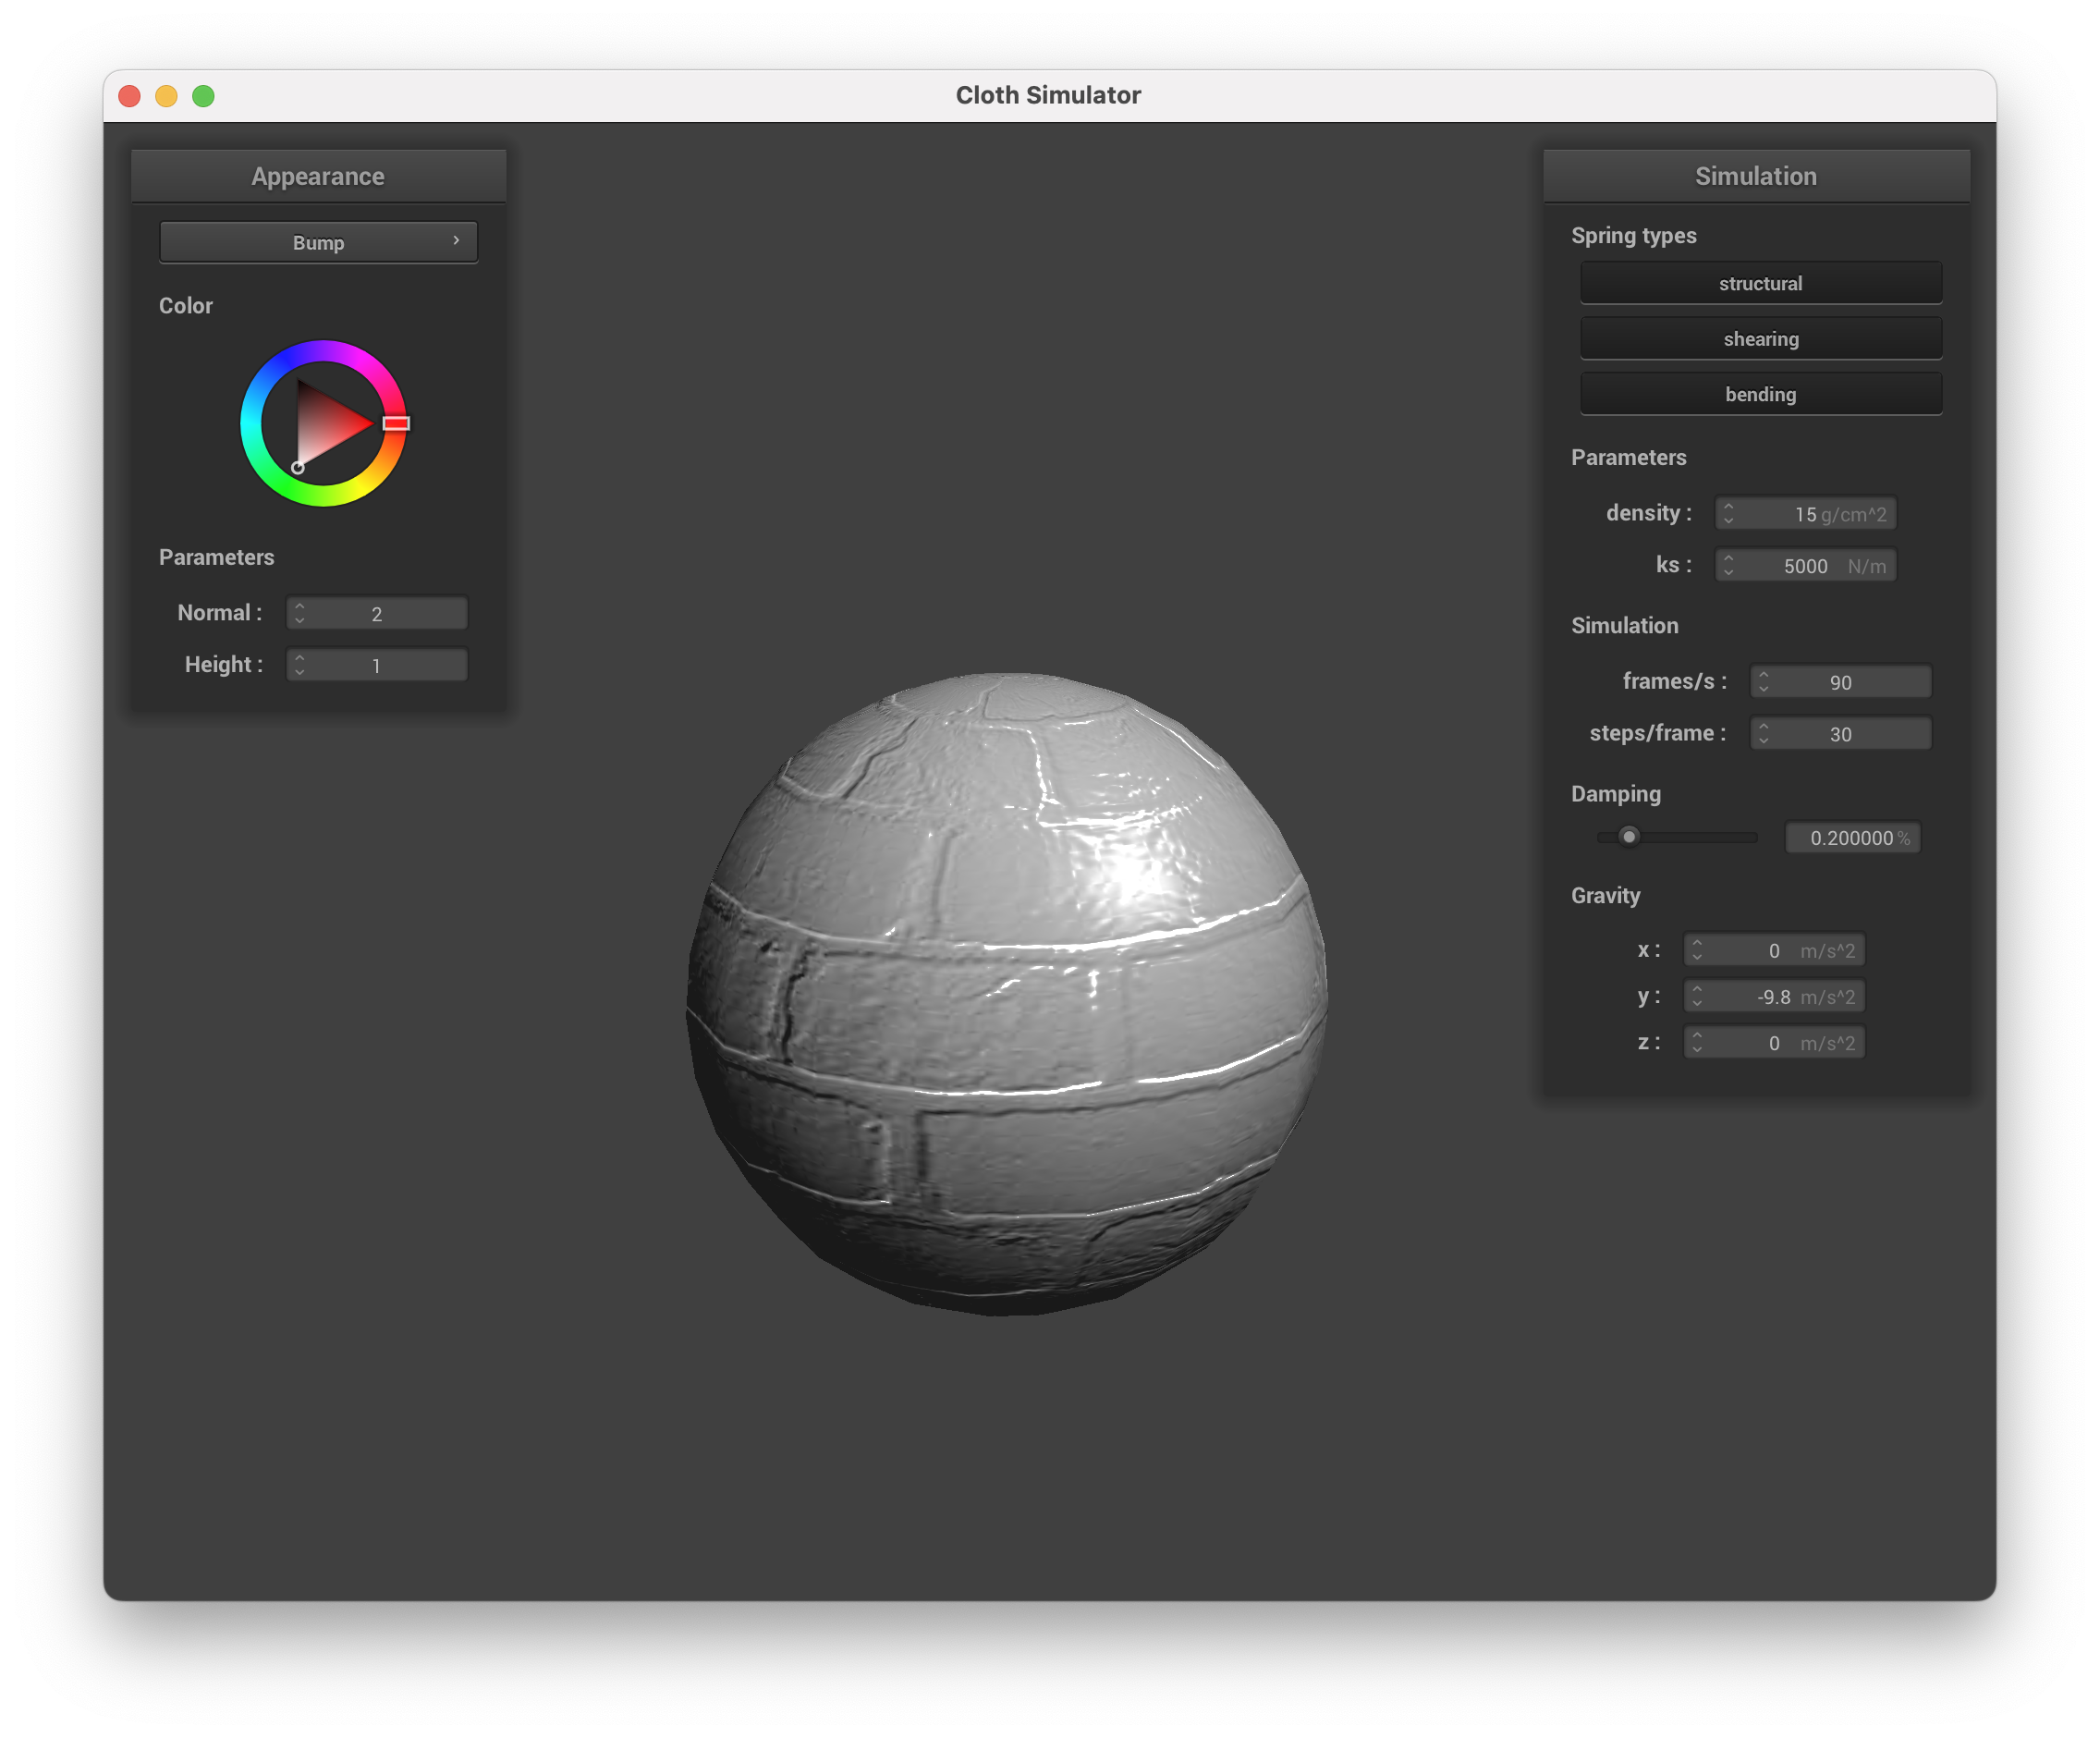 Cloth Simulator
Appearance
Bump
Color
Parameters
Normal : 2
Height : 1
Simulation
Spring types
structural
shearing
bending
Parameters
density : 15 g/cm^2
ks : 5000 N/m
Simulation
frames/s : 90
steps/frame : 30
Damping
0.200000 %
Gravity
x : 0 m/s^2
y : -9.8 m/s^2
z : 0 m/s^2